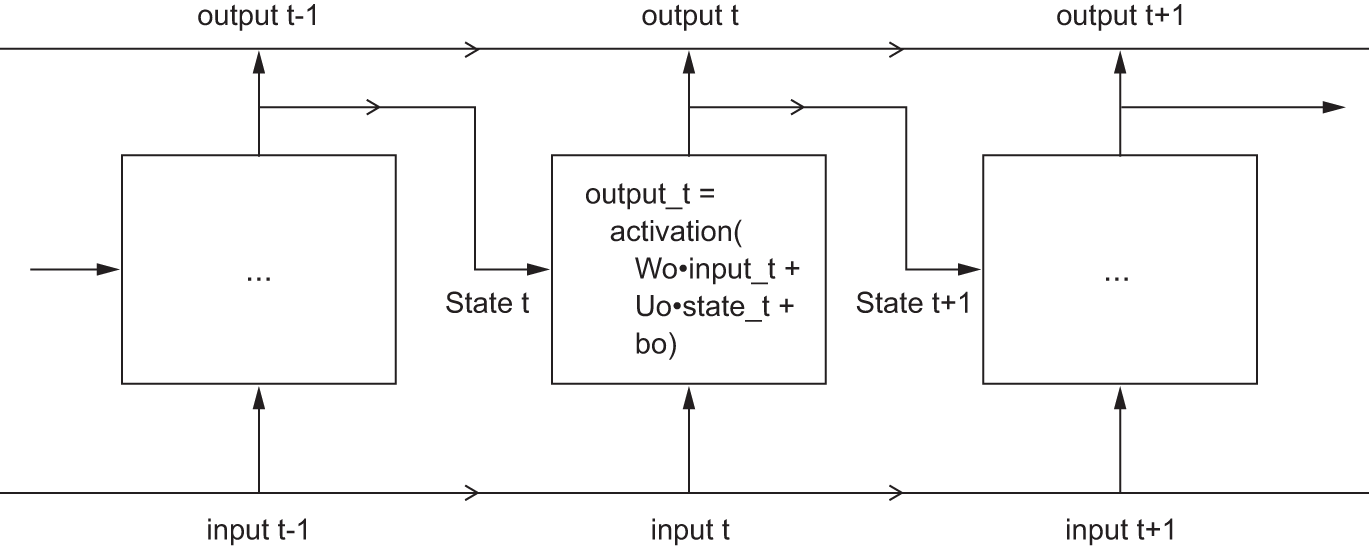 output t-1
output t
output t+1
output_t =
activation(
Wo•input_t +
Uo•state_t +
bo)
...
...
State t
State t+1
input t-1
input t
input t+1